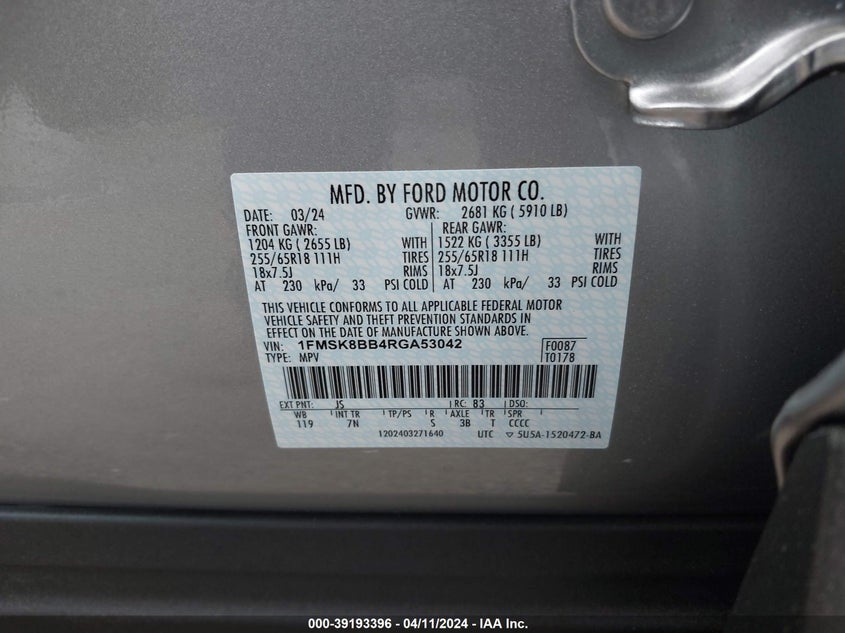 MFD. BY FORD MOTOR CO.
DATE: 03/24 GVWR: 2681 KG ( 5910 LB)
FRONT GAWR: REAR GAWR:
1204 KG ( 2655 LB) WITH 1522 KG ( 3355 LB) WITH
255/65R18 111H TIRES 255/65R18 111H TIRES
18x7.5J RIMS 18x7.5J RIMS
AT 230 kPa/ 33 PSI COLD AT 230 kPa/ 33 PSI COLD
THIS VEHICLE CONFORMS TO ALL APPLICABLE FEDERAL MOTOR
VEHICLE SAFETY AND THEFT PREVENTION STANDARDS IN
EFFECT ON THE DATE OF MANUFACTURE SHOWN ABOVE.
VIN: 1FMSK8BB4RGA53042 F0087
TYPE: MPV T0178
EXT PNT: JS RC: 83 DSO:
WB INT TR TP/PS R AXLE TR SPR
119 7N S 3B T CCCC
1202403271640 UTC ▽ 5U5A-1520472-BA
000-39193396 - 04/11/2024 - IAA Inc.